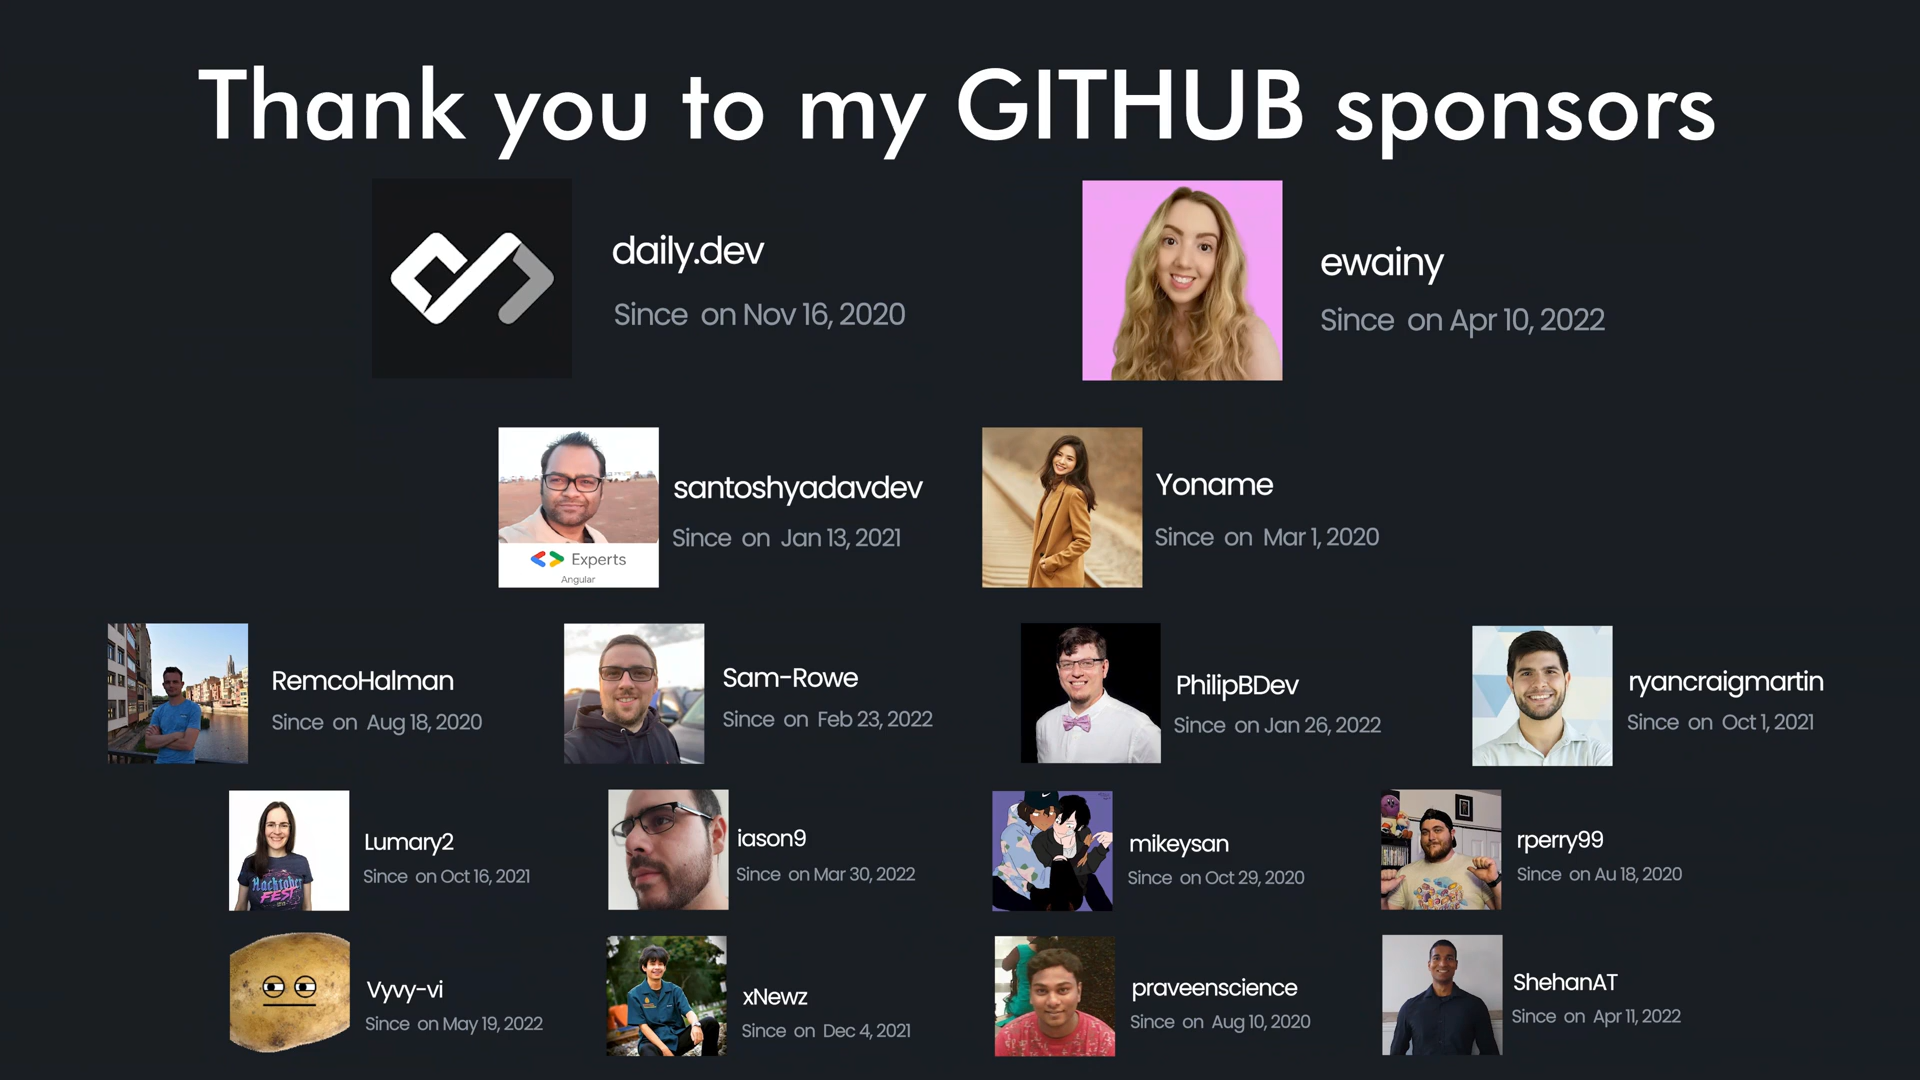 Thank you to my GITHUB sponsors
daily.dev
Since on Nov 16, 2020
ewainy
Since on Apr 10, 2022
santoshyadavdev
Since on Jan 13, 2021
Experts
Angular
Yoname
Since on Mar 1, 2020
RemcoHalman
Since on Aug 18, 2020
Sam-Rowe
Since on Feb 23, 2022
PhilipBDev
Since on Jan 26, 2022
ryancraigmartin
Since on Oct 1, 2021
Lumary2
Since on Oct 16, 2021
Hacktober
FEST
iason9
Since on Mar 30, 2022
mikeysan
Since on Oct 29, 2020
rperry99
Since on Au 18, 2020
Vyvy-vi
Since on May 19, 2022
xNewz
Since on Dec 4, 2021
praveenscience
Since on Aug 10, 2020
ShehanAT
Since on Apr 11, 2022